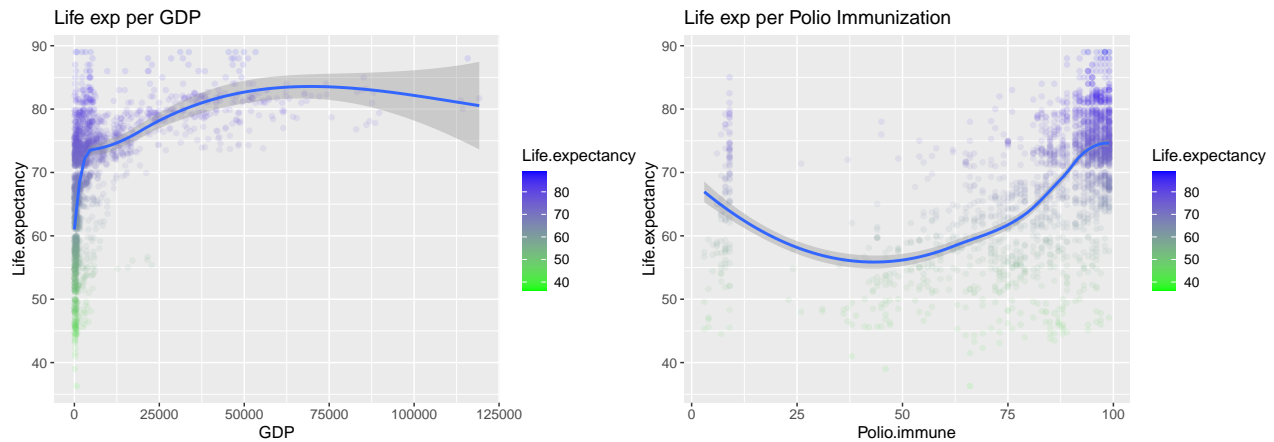 Life exp per GDP
90
80
70
60
50
40
Life.expectancy
0 25000 50000 75000 100000 125000
GDP
Life.expectancy
80
70
60
50
40
Life exp per Polio Immunization
90
80
70
60
50
40
Life.expectancy
0 25 50 75 100
Polio.immune
Life.expectancy
80
70
60
50
40